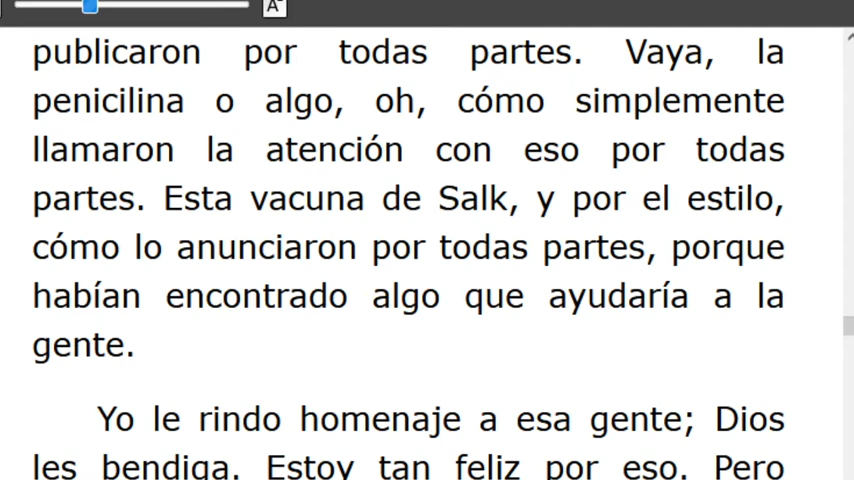 A
publicaron por todas partes. Vaya, la
penicilina o algo, oh, cómo simplemente
llamaron la atención con eso por todas
partes. Esta vacuna de Salk, y por el estilo,
cómo lo anunciaron por todas partes, porque
habían encontrado algo que ayudaría a la
gente.
Yo le rindo homenaje a esa gente; Dios
les bendiga. Estoy tan feliz por eso. Pero